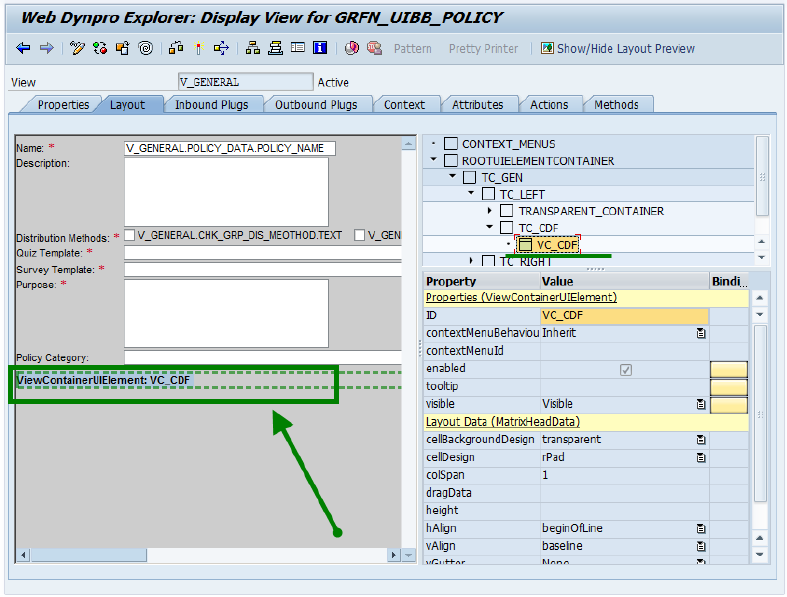 Web Dynpro Explorer: Display View for GRFN_UIBB_POLICY
Pattern Pretty Printer Show/Hide Layout Preview
View V_GENERAL Active
Properties Layout Inbound Plugs Outbound Plugs Context Attributes Actions Methods
Name: * V_GENERAL.POLICY_DATA.POLICY_NAME
Description:
Distribution Methods: * V_GENERAL.CHK_GRP_DIS_MEOTHOD.TEXT V_GEN
Quiz Template: *
Survey Template: *
Purpose: *
Policy Category:
ViewContainerUIElement: VC_CDF
CONTEXT_MENUS
ROOTUIELEMENTCONTAINER
TC_GEN
TC_LEFT
TRANSPARENT_CONTAINER
TC_CDF
VC_CDF
TC_RIGHT
Property Value Bindi...
Properties (ViewContainerUIElement)
ID VC_CDF
contextMenuBehaviou Inherit
contextMenuId
enabled
tooltip
visible Visible
Layout Data (MatrixHeadData)
cellBackgroundDesign transparent
cellDesign rPad
colSpan 1
dragData
height
hAlign beginOfLine
vAlign baseline
vGutter None